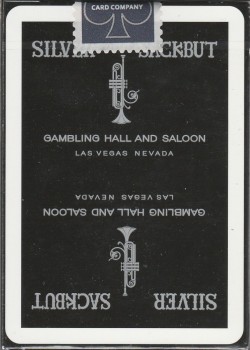 CARD COMPANY
SILVER SACKBUT
GAMBLING HALL AND SALOON
LAS VEGAS NEVADA
LAS VEGAS NEVADA
GAMBLING HALL AND SALOON
SILVER SACKBUT